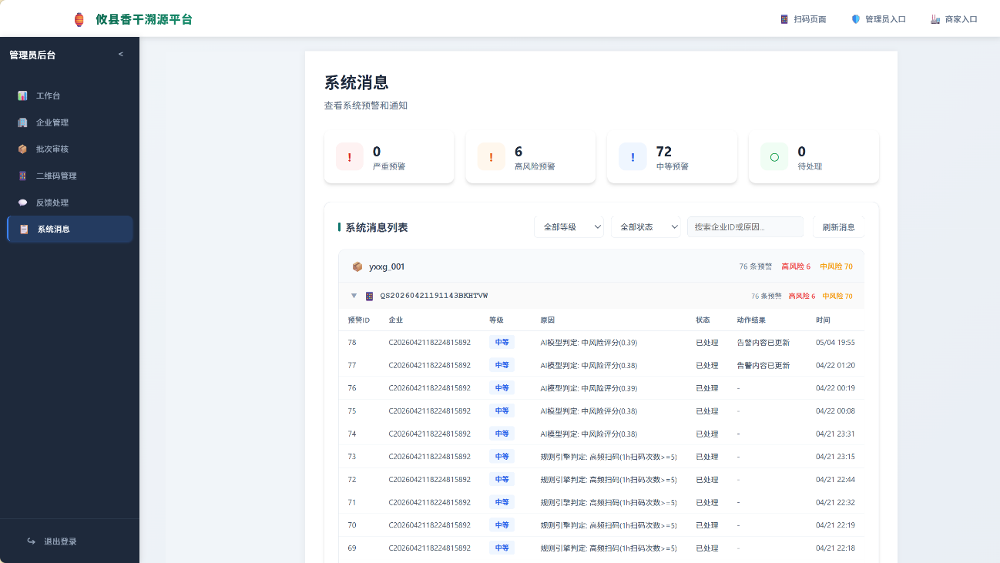 攸县香干溯源平台
扫码页面 管理员入口 商家入口
管理员后台 <
工作台
企业管理
批次审核
二维码管理
反馈处理
系统消息
退出登录
系统消息
查看系统预警和通知
! 0 严重预警
! 6 高风险预警
! 72 中等预警
0 待处理
系统消息列表 全部等级 全部状态 搜索企业ID或原因... 刷新消息
yxxg_001 76 条预警 高风险 6 中风险 70
QS20260421191143BKHTVW 76 条预警 高风险 6 中风险 70
预警ID 企业 等级 原因 状态 动作结果 时间
78 C2026042118224815892 中等 AI模型判定: 中风险评分(0.39) 已处理 告警内容已更新 05/04 19:55
77 C2026042118224815892 中等 AI模型判定: 中风险评分(0.38) 已处理 告警内容已更新 04/22 01:20
76 C2026042118224815892 中等 AI模型判定: 中风险评分(0.39) 已处理 - 04/22 00:19
75 C2026042118224815892 中等 AI模型判定: 中风险评分(0.38) 已处理 - 04/22 00:08
74 C2026042118224815892 中等 AI模型判定: 中风险评分(0.38) 已处理 - 04/21 23:31
73 C2026042118224815892 中等 规则引擎判定: 高频扫码(1h扫码次数>=5) 已处理 - 04/21 23:15
72 C2026042118224815892 中等 规则引擎判定: 高频扫码(1h扫码次数>=5) 已处理 - 04/21 22:44
71 C2026042118224815892 中等 规则引擎判定: 高频扫码(1h扫码次数>=5) 已处理 - 04/21 22:32
70 C2026042118224815892 中等 规则引擎判定: 高频扫码(1h扫码次数>=5) 已处理 - 04/21 22:19
69 C2026042118224815892 中等 规则引擎判定: 高频扫码(1h扫码次数>=5) 已处理 - 04/21 22:18